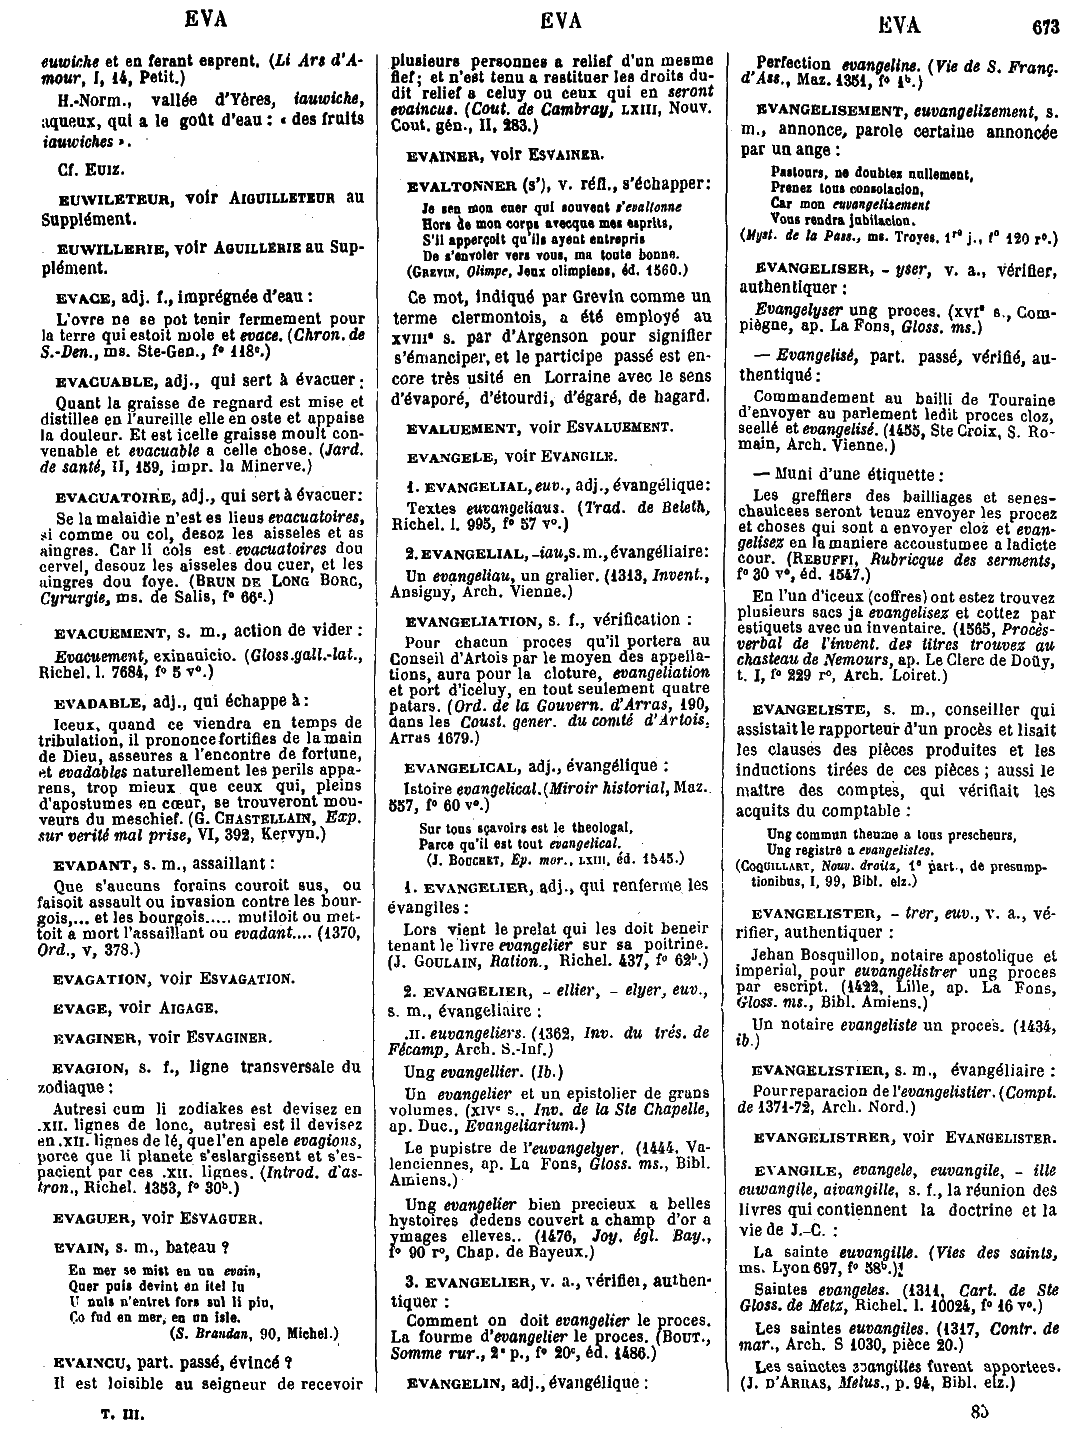 EVA
EVA
EVA
673
euwiche et en ferant esprent. (Li Ars d'A-
mour, I, 14, Petit.)
H.-Norm., vallée d'Yères, iauwiche,
aqueux, qui a le goût d'eau : « des fruits
iauwiches ».
Cf. EUIZ.
EUWILETEUR, voir AIGUILLETEUR au
Supplément.
EUWILLERIE, voir AGUILLERIE au Sup-
plément.
EVACE, adj. f., imprégnée d'eau :
L'ovre ne se pot tenir fermement pour
la terre qui estoit mole et evace. (Chron. de
S.-Den., ms. Ste-Gen., f° 118ᶜ.)
EVACUABLE, adj., qui sert à évacuer :
Quant la graisse de regnard est mise et
distillee en l'aureille elle en oste et appaise
la douleur. Et est icelle graisse moult con-
venable et evacuable a celle chose. (Jard.
de santé, II, 159, impr. la Minerve.)
EVACUATOIRE, adj., qui sert à évacuer:
Se la malaidie n'est es lieus evacuatoires,
si comme ou col, desoz les aisseles et as
aingres. Car li cols est evacuatoires dou
cervel, desouz les aisseles dou cuer, et les
aingres dou foye. (BRUN DE LONG BORC,
Cyrurgie, ms. de Salis, f° 66ᶜ.)
EVACUEMENT, s. m., action de vider :
Evacuement, exinanicio. (Gloss. gall.-lat.,
Richel. l. 7684, f° 5 v°.)
EVADABLE, adj., qui échappe à :
Iceux, quand ce viendra en temps de
tribulation, il prononce fortifies de la main
de Dieu, asseures a l'encontre de fortune,
et evadables naturellement les perils appa-
rens, trop mieux que ceux qui, pleins
d'apostumes en cœur, se trouveront mou-
veurs du meschief. (G. CHASTELLAIN, Exp.
sur verité mal prise, VI, 392, Kervyn.)
EVADANT, s. m., assaillant :
Que s'aucuns forains couroit sus, ou
faisoit assault ou invasion contre les bour-
gois,... et les bourgois..... mutiloit ou met-
toit a mort l'assaillant ou evadant.... (1370,
Ord., V, 378.)
EVAGATION, voir ESVAGATION.
EVAGE, voir AIGAGE.
EVAGINER, voir ESVAGINER.
EVAGION, s. f., ligne transversale du
zodiaque :
Autresi cum li zodiakes est devisez en
.XII. lignes de lonc, autresi est il devisez
en .XII. lignes de lé, que l'en apele evagions,
porce que li planete s'eslargissent et s'es-
pacient par ces .XII. lignes. (Introd. d'as-
tron., Richel. 1353, f° 30ᵇ.)
EVAGUER, voir ESVAGUER.
EVAIN, s. m., bateau ?
En mer se mist en un evain,
Quer puis devint en itel lu
U nuls n'entret fors sul li piu,
Ço fud en mer, en un isle.
(S. Brandan, 90, Michel.)
EVAINCU, part. passé, évincé ?
Il est loisible au seigneur de recevoir
T. III.
plusieurs personnes a relief d'un mesme
fief; et n'est tenu a restituer les droits du-
dit relief a celuy ou ceux qui en seront
evaincus. (Cout. de Cambray, LXIII, Nouv.
Cout. gén., II, 283.)
EVAINER, voir ESVAINER.
EVALTONNER (s'), v. réfl., s'échapper :
Je sen mon cuer qui souvent s'evaltonne
Hors de mon corps avecque mes esprits,
S'il apperçoit qu'ils ayent entrepris
De s'envoler vers vous, ma toute bonne.
(GREVIN, Olimpe, Jeux olimpiens, éd. 1560.)
Ce mot, indiqué par Grevin comme un
terme clermontois, a été employé au
XVIIIᵉ s. par d'Argenson pour signifier
s'émanciper, et le participe passé est en-
core très usité en Lorraine avec le sens
d'évaporé, d'étourdi, d'égaré, de hagard.
EVALUEMENT, voir ESVALUEMENT.
EVANGELE, voir EVANGILE.
1. EVANGELIAL, euv., adj., évangélique:
Textes euvangeliaus. (Trad. de Beleth,
Richel. l. 995, f° 57 v°.)
2. EVANGELIAL, -iau, s. m., évangéliaire:
Un evangeliau, un gralier. (1313, Invent.,
Ansiguy, Arch. Vienne.)
EVANGELIATION, s. f., vérification :
Pour chacun proces qu'il portera au
Conseil d'Artois par le moyen des appella-
tions, aura pour la cloture, evangeliation
et port d'iceluy, en tout seulement quatre
patars. (Ord. de la Gouvern. d'Arras, 190,
dans les Coust. gener. du comté d'Artois,
Arras 1679.)
EVANGELICAL, adj., évangélique :
Istoire evangelical. (Miroir historial, Maz.
557, f° 60 v°.)
Sur tous sçavoirs est le theologal,
Parce qu'il est tout evangelical.
(J. BOUCHET, Ep. mor., LXIII, éd. 1545.)
1. EVANGELIER, adj., qui renferme les
évangiles :
Lors vient le prelat qui les doit beneir
tenant le livre evangelier sur sa poitrine.
(J. GOULAIN, Ration., Richel. 437, f° 62ᵇ.)
2. EVANGELIER, - ellier, - elyer, euv.,
s. m., évangéliaire :
.II. euvangeliers. (1362, Inv. du trés. de
Fécamp, Arch. S.-Inf.)
Ung evangellier. (Ib.)
Un evangelier et un epistolier de grans
volumes. (XIVᵉ s., Inv. de la Ste Chapelle,
ap. Duc., Evangeliarium.)
Le pupistre de l'euvangelyer. (1444, Va-
lenciennes, ap. La Fons, Gloss. ms., Bibl.
Amiens.)
Ung evangelier bien precieux a belles
hystoires dedens couvert a champ d'or a
ymages elleves.. (1476, Joy. égl. Bay.,
f° 90 r°, Chap. de Bayeux.)
3. EVANGELIER, v. a., vérifier, authen-
tiquer :
Comment on doit evangelier le proces.
La fourme d'evangelier le proces. (BOUT.,
Somme rur., 2ᵉ p., f° 20ᶜ, éd. 1486.)
EVANGELIN, adj., évangélique :
Perfection evangeline. (Vie de S. Franç.
d'Ass., Maz. 1351, f° 1ᵇ.)
EVANGELISEMENT, euvangelizement, s.
m., annonce, parole certaine annoncée
par un ange :
Pastours, ne doubtez nullement,
Prenez tous consolacion,
Car mon euvangelizement
Vous rendra jubilacion.
(Myst. de la Pass., ms. Troyes, 1ʳᵉ j., f° 120 r°.)
EVANGELISER, - yser, v. a., vérifier,
authentiquer :
Evangelyser ung proces. (XVIᵉ s., Com-
piègne, ap. La Fons, Gloss. ms.)
— Evangelisé, part. passé, vérifié, au-
thentiqué :
Commandement au bailli de Touraine
d'envoyer au parlement ledit proces cloz,
seellé et evangelisé. (1455, Ste Croix, S. Ro-
main, Arch. Vienne.)
— Muni d'une étiquette :
Les greffiers des bailliages et senes-
chaulcees seront tenuz envoyer les procez
et choses qui sont a envoyer cloz et evan-
gelisez en la maniere accoustumee a ladicte
cour. (REBUFFI, Rubricque des serments,
f° 30 v°, éd. 1547.)
En l'un d'iceux (coffres) ont estez trouvez
plusieurs sacs ja evangelisez et cottez par
estiquets avec un inventaire. (1565, Procès-
verbal de l'invent. des titres trouvez au
chasteau de Nemours, ap. Le Clerc de Doüy,
t. I, f° 229 r°, Arch. Loiret.)
EVANGELISTE, s. m., conseiller qui
assistait le rapporteur d'un procès et lisait
les clauses des pièces produites et les
inductions tirées de ces pièces ; aussi le
maître des comptes, qui vérifiait les
acquits du comptable :
Ung commun theume a tous prescheurs,
Ung registre a evangelistes.
(COQUILLART, Nouv. droitz, 1ᵉ part., de presump-
tionibus, I, 99, Bibl. elz.)
EVANGELISTER, - trer, euv., v. a., vé-
rifier, authentiquer :
Jehan Bosquillon, notaire apostolique et
imperial, pour euvangelistrer ung proces
par escript. (1422, Lille, ap. La Fons,
Gloss. ms., Bibl. Amiens.)
Un notaire evangeliste un proces. (1434,
ib.)
EVANGELISTIER, s. m., évangéliaire :
Pour reparacion de l'evangelistier. (Compt.
de 1371-72, Arch. Nord.)
EVANGELISTRER, voir EVANGELISTER.
EVANGILE, evangele, euvangile, - ille
euwangile, aivangille, s. f., la réunion des
livres qui contiennent la doctrine et la
vie de J.-C. :
La sainte euvangille. (Vies des saints,
ms. Lyon 697, f° 58ᵇ.)
Saintes evangeles. (1311, Cart. de Ste
Gloss. de Metz, Richel. l. 10024, f° 16 v°.)
Les saintes euvangiles. (1317, Contr. de
mar., Arch. S 1030, pièce 20.)
Les sainctes furent apportees.
(J. D'ARRAS, Melus., p. 94, Bibl. elz.)
85